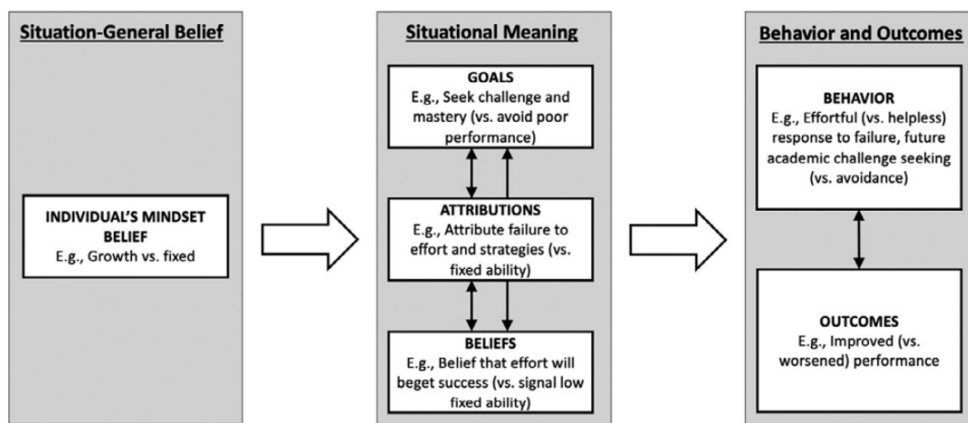 Situation-General Belief
INDIVIDUAL'S MINDSET
BELIEF
E.g., Growth vs. fixed
Situational Meaning
GOALS
E.g., Seek challenge and
mastery (vs. avoid poor
performance)
ATTRIBUTIONS
E.g., Attribute failure to
effort and strategies (vs.
fixed ability)
BELIEFS
E.g., Belief that effort will
beget success (vs. signal low
fixed ability)
Behavior and Outcomes
BEHAVIOR
E.g., Effortful (vs. helpless)
response to failure, future
academic challenge seeking
(vs. avoidance)
OUTCOMES
E.g., Improved (vs.
worsened) performance